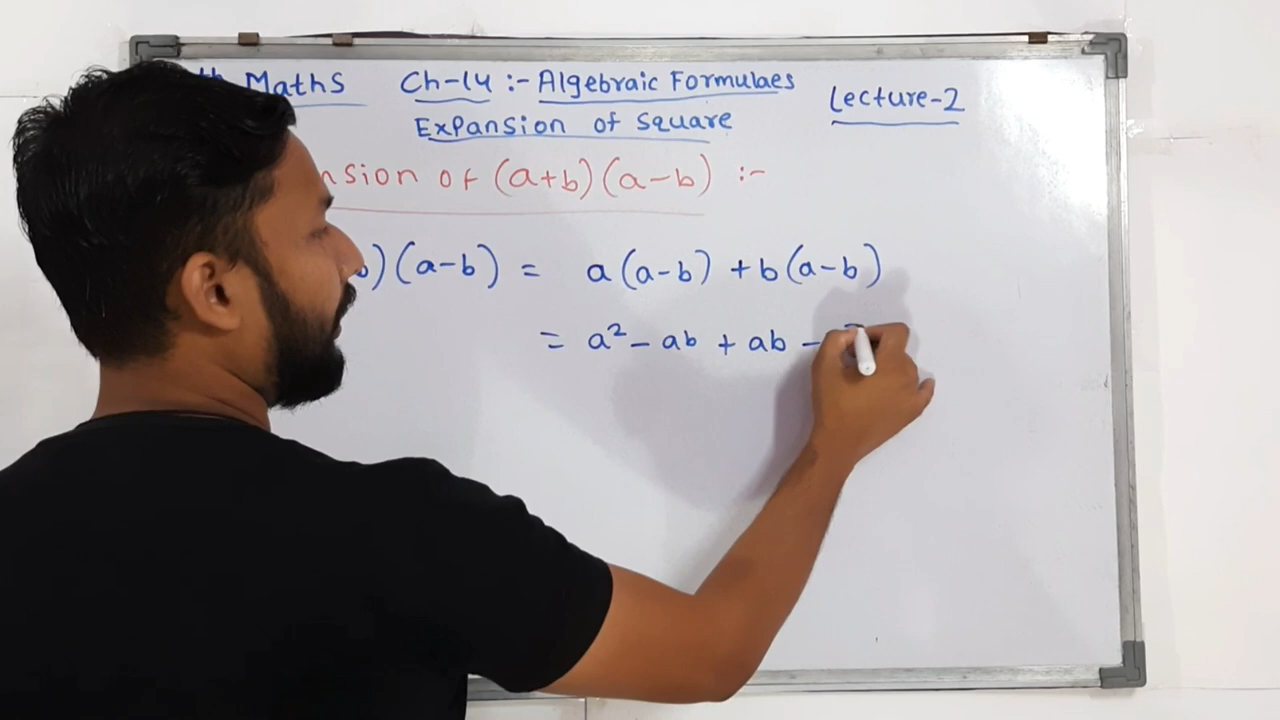 Maths Ch-14 :- Algebraic Formulaes Lecture-2
Expansion of square
nsion of (a+b)(a-b) :-
b)(a-b) = a(a-b) +b(a-b)
= a² - ab + ab -